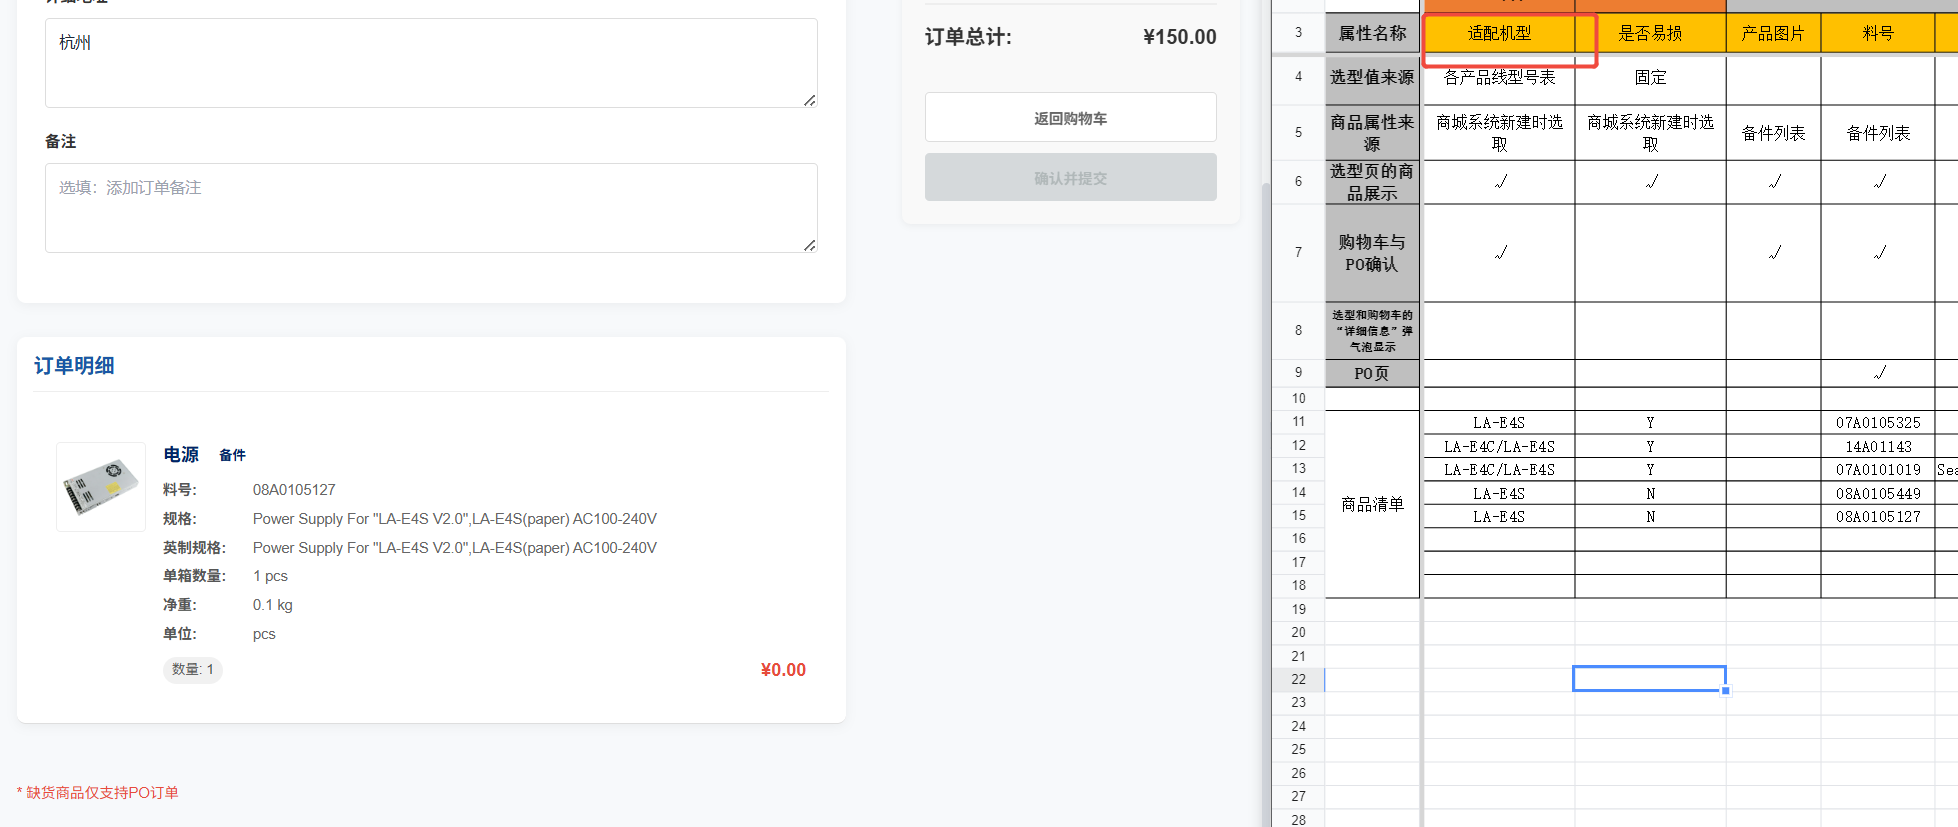 杭州
备注
选填：添加订单备注
订单总计:
¥150.00
返回购物车
确认并提交
订单明细
电源 备件
料号: 08A0105127
规格: Power Supply For "LA-E4S V2.0",LA-E4S(paper) AC100-240V
英制规格: Power Supply For "LA-E4S V2.0",LA-E4S(paper) AC100-240V
单箱数量: 1 pcs
净重: 0.1 kg
单位: pcs
数量: 1
¥0.00
* 缺货商品仅支持PO订单
3 属性名称 适配机型 是否易损 产品图片 料号
4 选型值来源 各产品线型号表 固定
5 商品属性来源 商城系统新建时选取 商城系统新建时选取 备件列表 备件列表
6 选型页的商品展示 √ √ √ √
7 购物车与PO确认 √ √ √
8 选型和购物车的“详细信息”弹气泡显示
9 PO页 √
10
11 LA-E4S Y 07A0105325
12 LA-E4C/LA-E4S Y 14A01143
13 LA-E4C/LA-E4S Y 07A0101019 Sea
14 商品清单 LA-E4S N 08A0105449
15 LA-E4S N 08A0105127
16
17
18
19
20
21
22
23
24
25
26
27
28